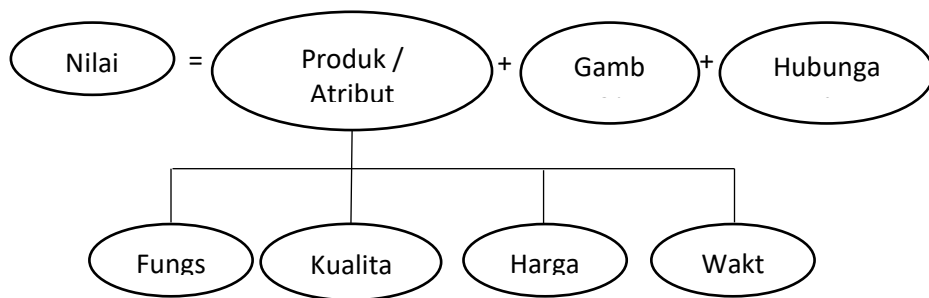 Nilai = Produk / + Gamb + Hubunga
Atribut
Fungs Kualita Harga Wakt